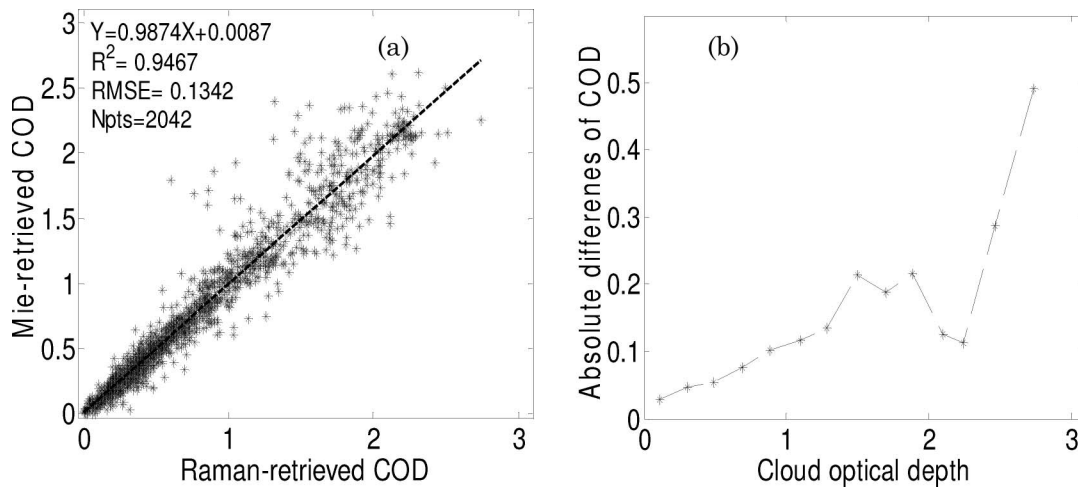 Y=0.9874X+0.0087
R² = 0.9467
RMSE= 0.1342
Npts=2042
(a)
3
2.5
2
1.5
1
0.5
0
0 1 2 3
Mie-retrieved COD
Raman-retrieved COD
(b)
0.5
0.4
0.3
0.2
0.1
0
0 1 2 3
Absolute differenes of COD
Cloud optical depth